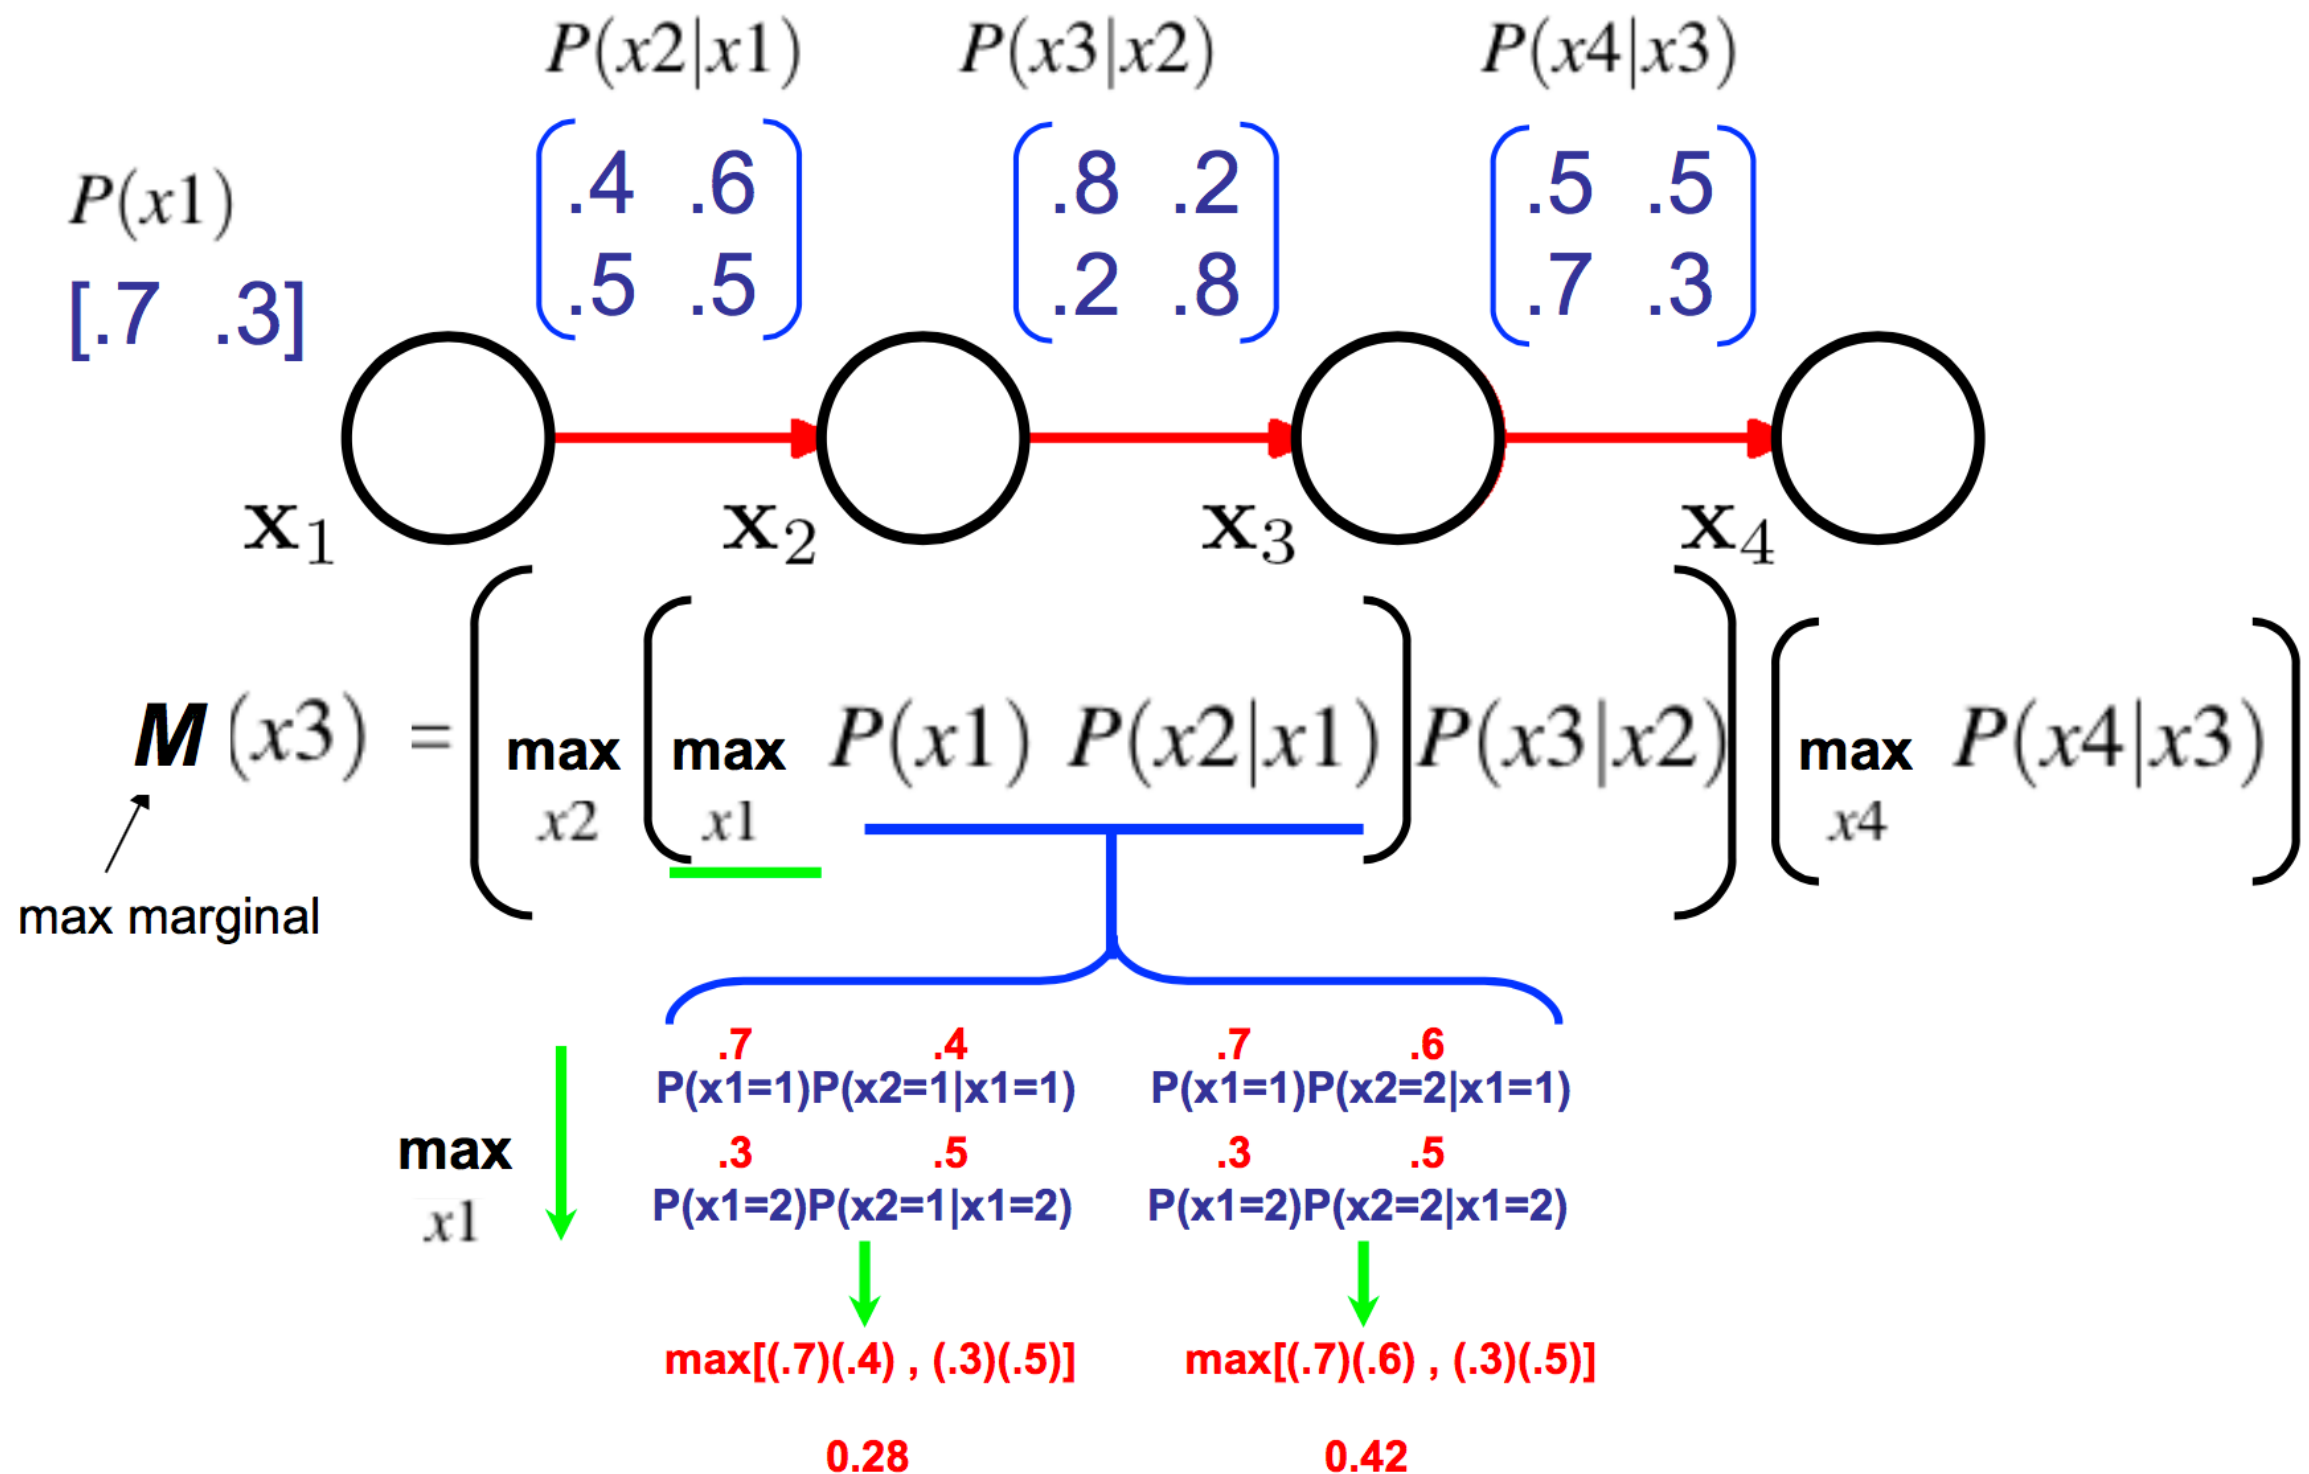 P(x2|x1) P(x3|x2) P(x4|x3)
P(x1)
.4 .6 .8 .2 .5 .5
.5 .5 .2 .8 .7 .3
[.7 .3]
x1 x2 x3 x4
M (x3) = ( max x2 ( max x1 P(x1) P(x2|x1) ) P(x3|x2) ) ( max x4 P(x4|x3) )
max marginal
.7 .4 .7 .6
P(x1=1)P(x2=1|x1=1) P(x1=1)P(x2=2|x1=1)
max x1
.3 .5 .3 .5
P(x1=2)P(x2=1|x1=2) P(x1=2)P(x2=2|x1=2)
max[(.7)(.4) , (.3)(.5)] max[(.7)(.6) , (.3)(.5)]
0.28 0.42